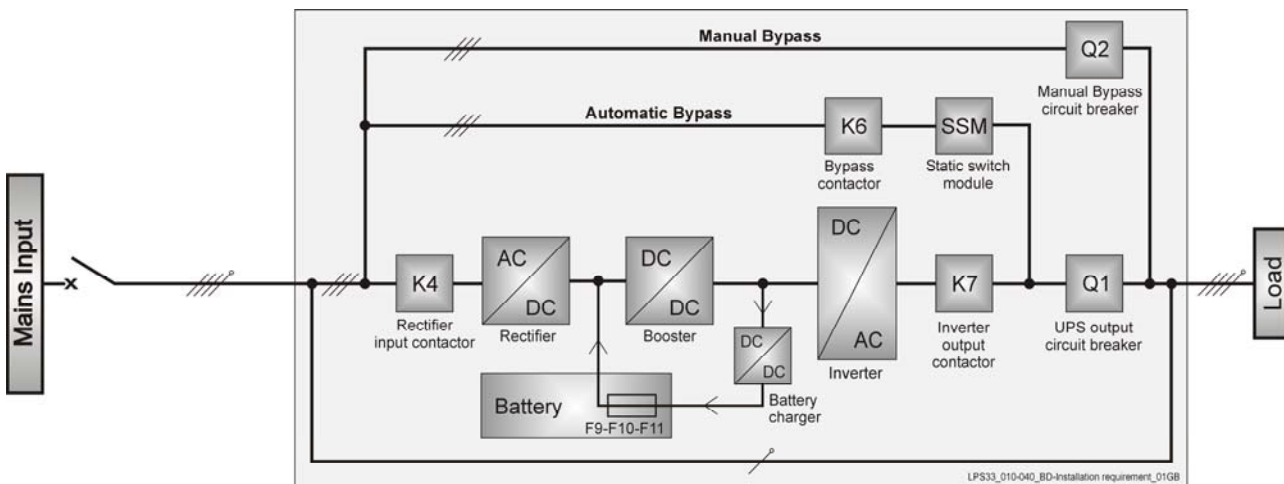 Manual Bypass
Q2
Manual Bypass
circuit breaker
Automatic Bypass
K6
SSM
Bypass
contactor
Static switch
module
Mains Input
K4
Rectifier
input contactor
AC
DC
Rectifier
DC
DC
Booster
DC
DC
Battery
charger
DC
AC
Inverter
K7
Inverter
output
contactor
Q1
UPS output
circuit breaker
Load
Battery
F9-F10-F11
LPS33_010-040_BD-Installation requirement_01GB